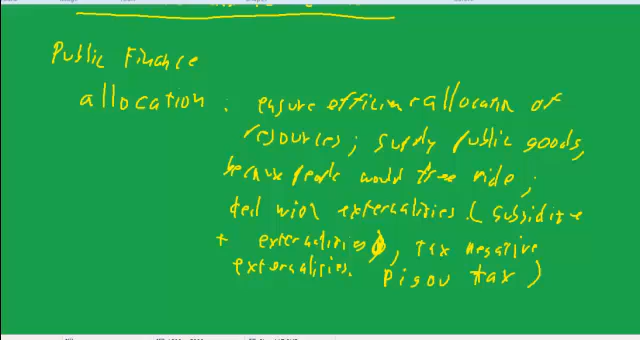 Public Finance
allocation. ensure efficient allocation of
resources; supply public goods,
because people would free ride;
deal with externalities. (subsidize
+ externalities, tax negative
externalities. Pigou tax)